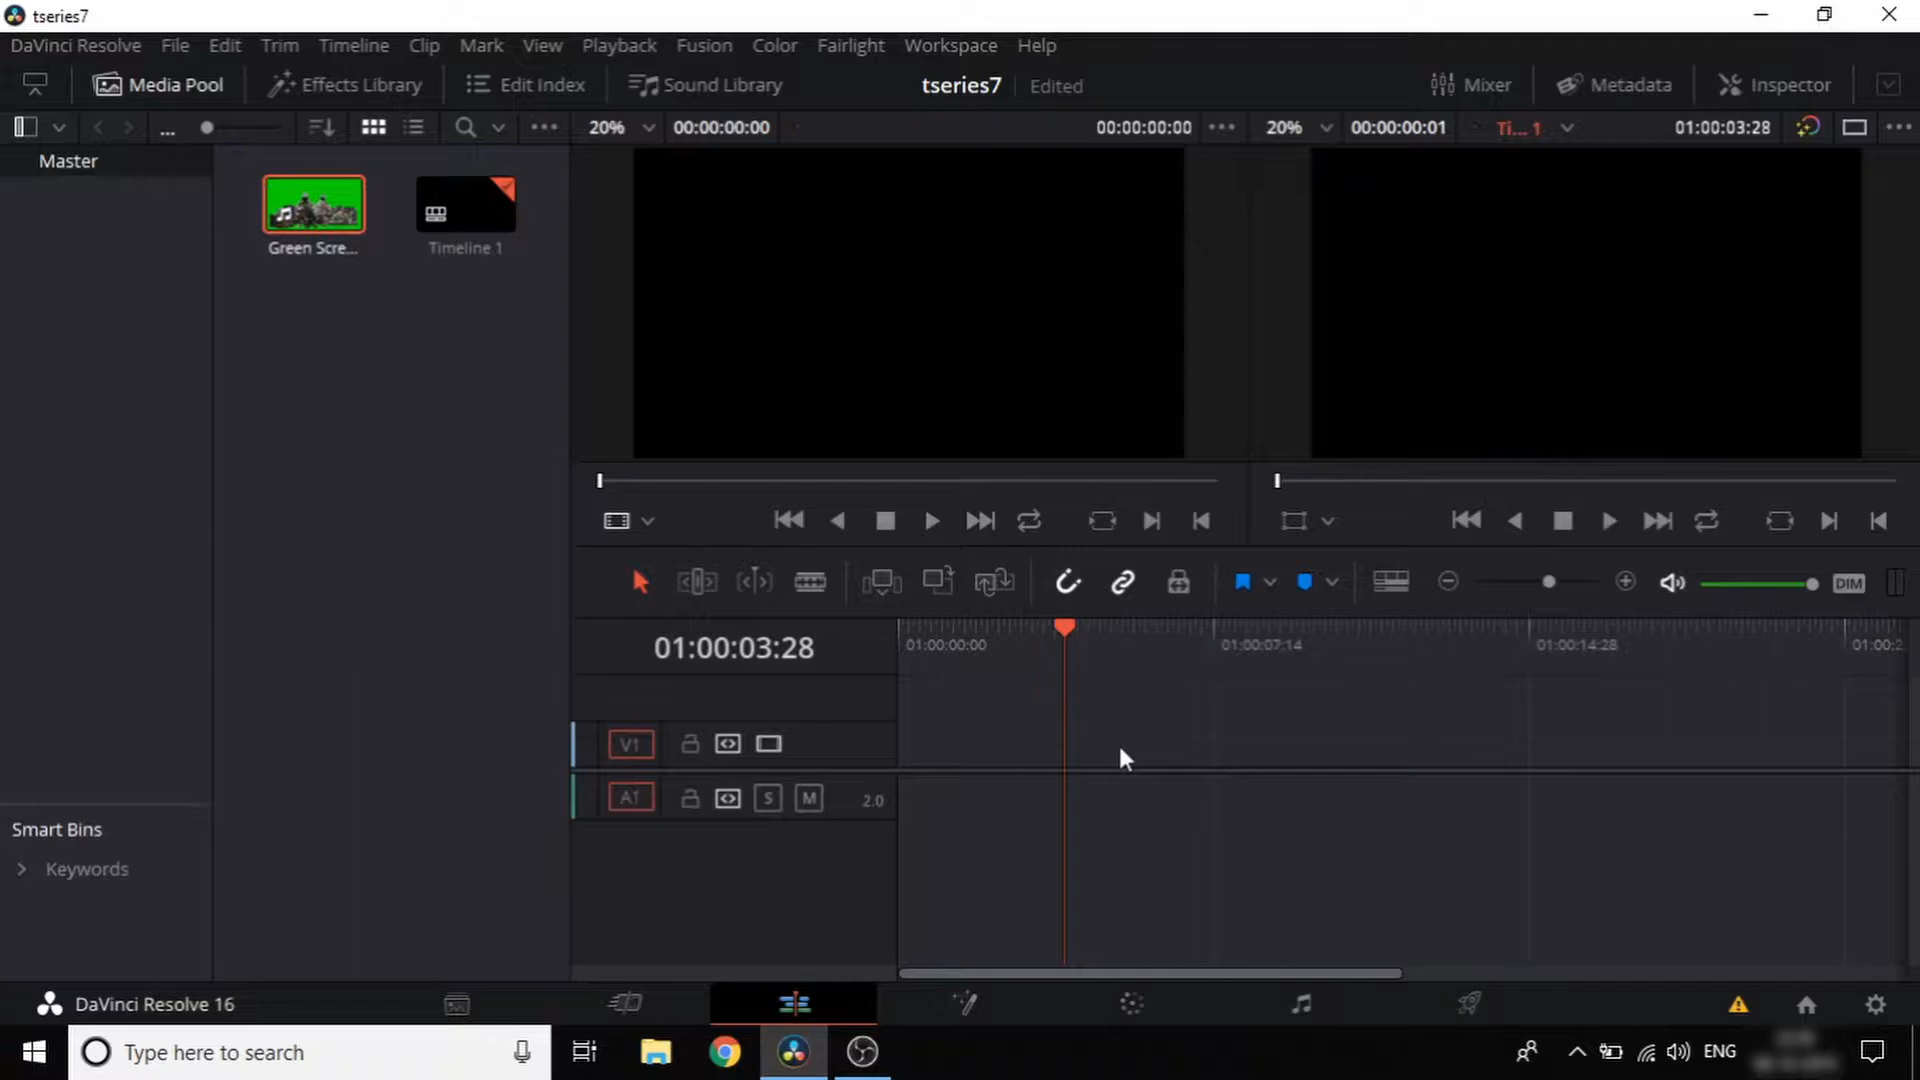 tseries7
DaVinci Resolve File Edit Trim Timeline Clip Mark View Playback Fusion Color Fairlight Workspace Help
Media Pool Effects Library Edit Index Sound Library tseries7 Edited Mixer Metadata Inspector
... 20% 00:00:00:00 00:00:00:00 20% 00:00:00:01 Ti... 1 01:00:03:28
Master
Green Scre... Timeline 1
DIM
01:00:03:28 01:00:00:00 01:00:07:14 01:00:14:28 01:00:2
V1
A1 S M 2.0
Smart Bins
Keywords
DaVinci Resolve 16
Type here to search ENG